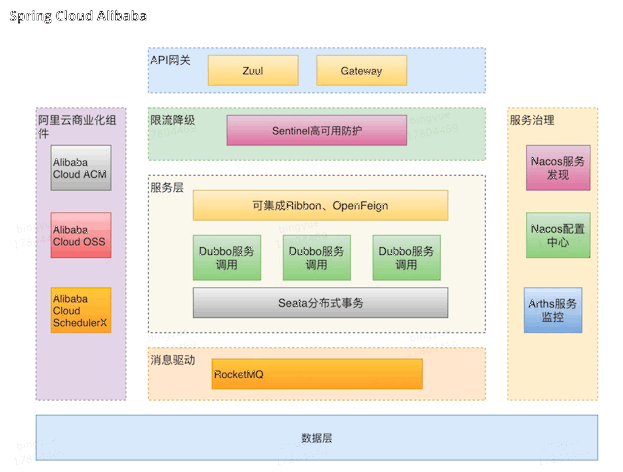 Spring Cloud Alibaba
API网关
Zuul
Gateway
阿里云商业化组
件
Alibaba
Cloud ACM
Alibaba
Cloud OSS
Alibaba
Cloud
SchedulerX
限流降级
Sentinel高可用防护
服务层
可集成Ribbon、OpenFeign
Dubbo服务
调用
Dubbo服务
调用
Dubbo服务
调用
Seata分布式事务
消息驱动
RocketMQ
服务治理
Nacos服务
发现
Nacos配置
中心
Arths服务
监控
数据层